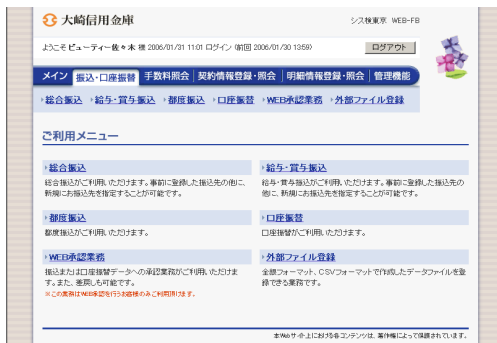 大崎信用金庫
シス検東京 WEB-FB
ようこそ ビューティー佐々木 様 2006/01/31 11:01 ログイン (前回 2006/01/30 13:59)
ログアウト
メイン 振込・口座振替 手数料照会 契約情報登録・照会 明細情報登録・照会 管理機能
総合振込 給与・賞与振込 都度振込 口座振替 WEB承認業務 外部ファイル登録
ご利用メニュー
総合振込
総合振込がご利用いただけます。事前に登録した振込先の他に、
新規にお振込先を指定することが可能です。
給与・賞与振込
給与・賞与振込がご利用いただけます。事前に登録した振込先の
他に、新規にお振込先を指定することが可能です。
都度振込
都度振込がご利用いただけます。
口座振替
口座振替がご利用いただけます。
WEB承認業務
振込または口座振替データへの承認業務がご利用いただけま
す。また、差戻しも可能です。
※この業務はWEB承認を行うお客様のみご利用頂けます。
外部ファイル登録
全銀フォーマット、CSVフォーマットで作成したデータファイルを登
録できる業務です。
本Webサイト上における各コンテンツは、著作権によって保護されています。